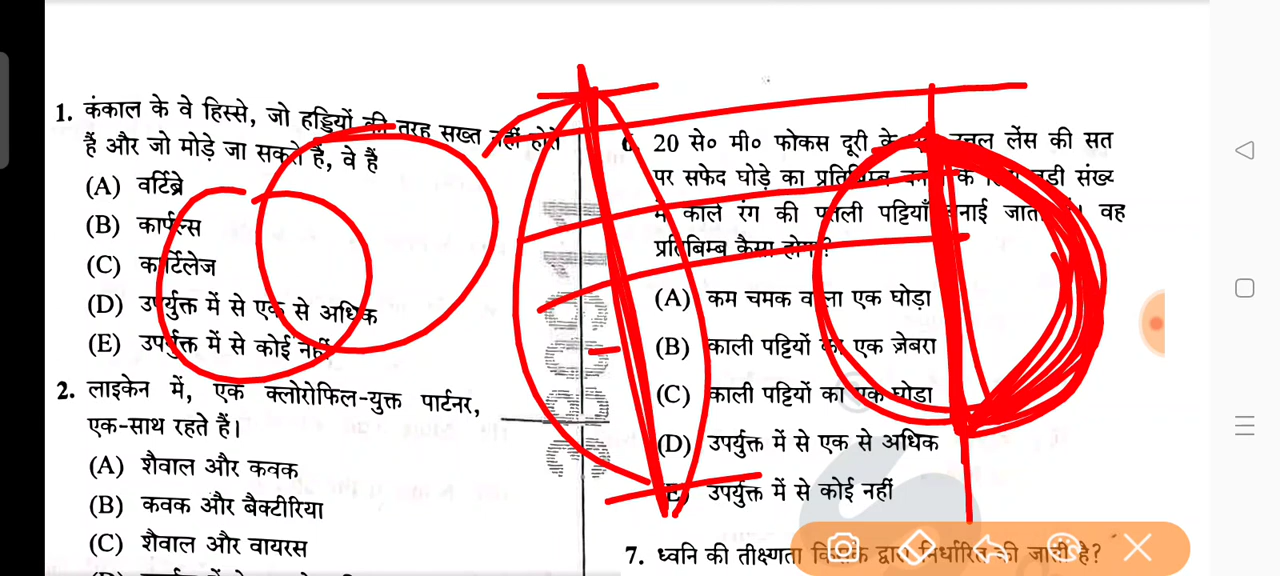 1. कंकाल के वे हिस्से, जो हड्डियों की तरह सख्त नहीं होते
हैं और जो मोड़े जा सकते हैं, वे हैं
(A) वर्टिब्रे
(B) कार्पल्स
(C) कार्टिलेज
(D) उपर्युक्त में से एक से अधिक
(E) उपर्युक्त में से कोई नहीं
2. लाइकेन में, एक क्लोरोफिल-युक्त पार्टनर,
एक-साथ रहते हैं।
(A) शैवाल और कवक
(B) कवक और बैक्टीरिया
(C) शैवाल और वायरस
20 से० मी० फोकस दूरी के लेंस की सत
पर सफेद घोड़े का प्रतिबिम्ब के संख्य
में काले रंग की पतली पट्टियाँ बनाई वह
प्रतिबिम्ब कैसा होगा?
(A) कम चमक वाला एक घोड़ा
(B) काली पट्टियों का एक ज़ेबरा
(C) काली पट्टियों का एक घोड़ा
(D) उपर्युक्त में से एक से अधिक
(E) उपर्युक्त में से कोई नहीं
7. ध्वनि की तीक्ष्णता किसके द्वारा निर्धारित की जाती है?